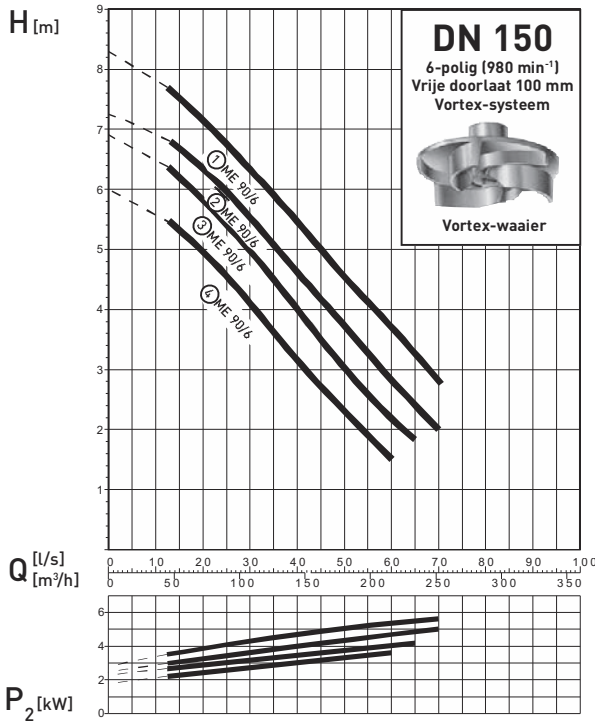 H [m]
DN 150
6-polig (980 min⁻¹)
Vrije doorlaat 100 mm
Vortex-systeem
Vortex-waaier
9
8
7
6
5
4
3
2
1
① ME 90/6
② ME 90/6
③ ME 90/6
④ ME 90/6
Q [l/s]
0 10 20 30 40 50 60 70 80 90 100
[m³/h]
0 50 100 150 200 250 300 350
6
4
2
0
P₂ [kW]